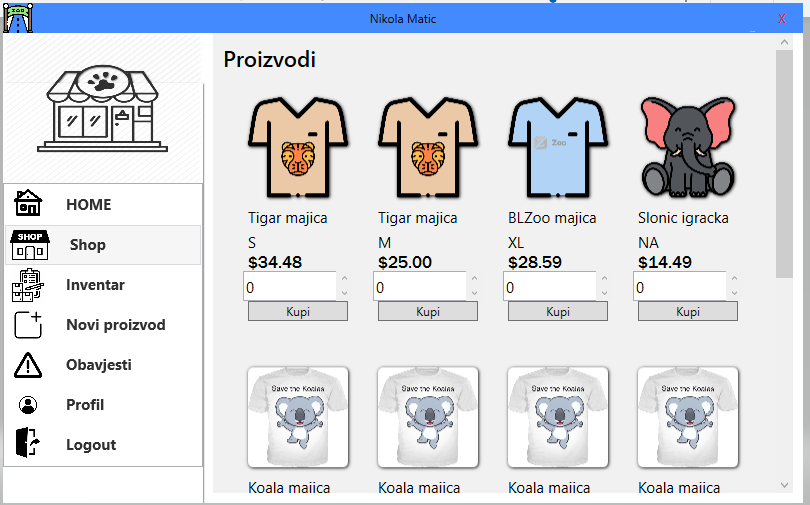 ZOO
Nikola Matic
X
HOME
SHOP
Shop
Inventar
Novi proizvod
Obavjesti
Profil
Logout
Proizvodi
Zoo
Tigar majica
Tigar majica
BLZoo majica
Slonic igracka
S
M
XL
NA
$34.48
$25.00
$28.59
$14.49
0
0
0
0
Kupi
Kupi
Kupi
Kupi
Save the Koalas
Save the Koalas
Save the Koalas
Save the Koalas
Koala majica
Koala majica
Koala majica
Koala majica